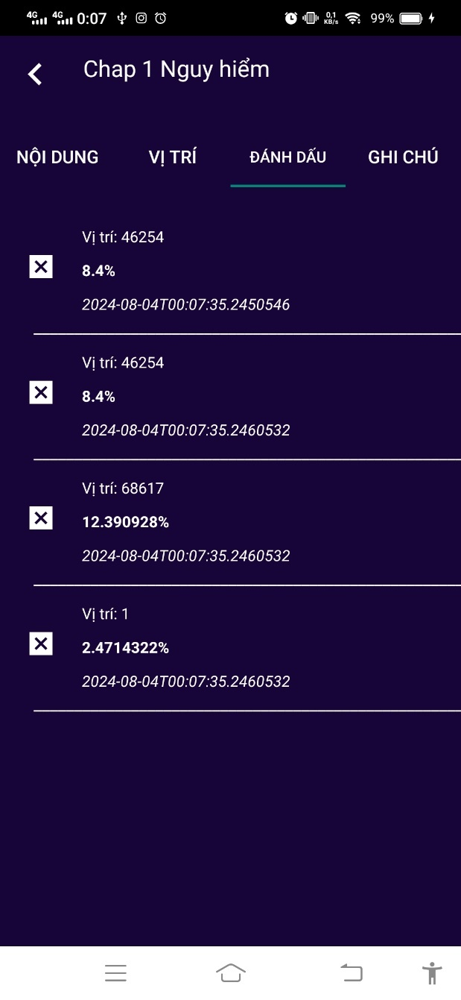 4G 4G 0:07 0,1 KB/s 99%
Chap 1 Nguy hiểm
NỘI DUNG VỊ TRÍ ĐÁNH DẤU GHI CHÚ
Vị trí: 46254
8.4%
2024-08-04T00:07:35.2450546
Vị trí: 46254
8.4%
2024-08-04T00:07:35.2460532
Vị trí: 68617
12.390928%
2024-08-04T00:07:35.2460532
Vị trí: 1
2.4714322%
2024-08-04T00:07:35.2460532